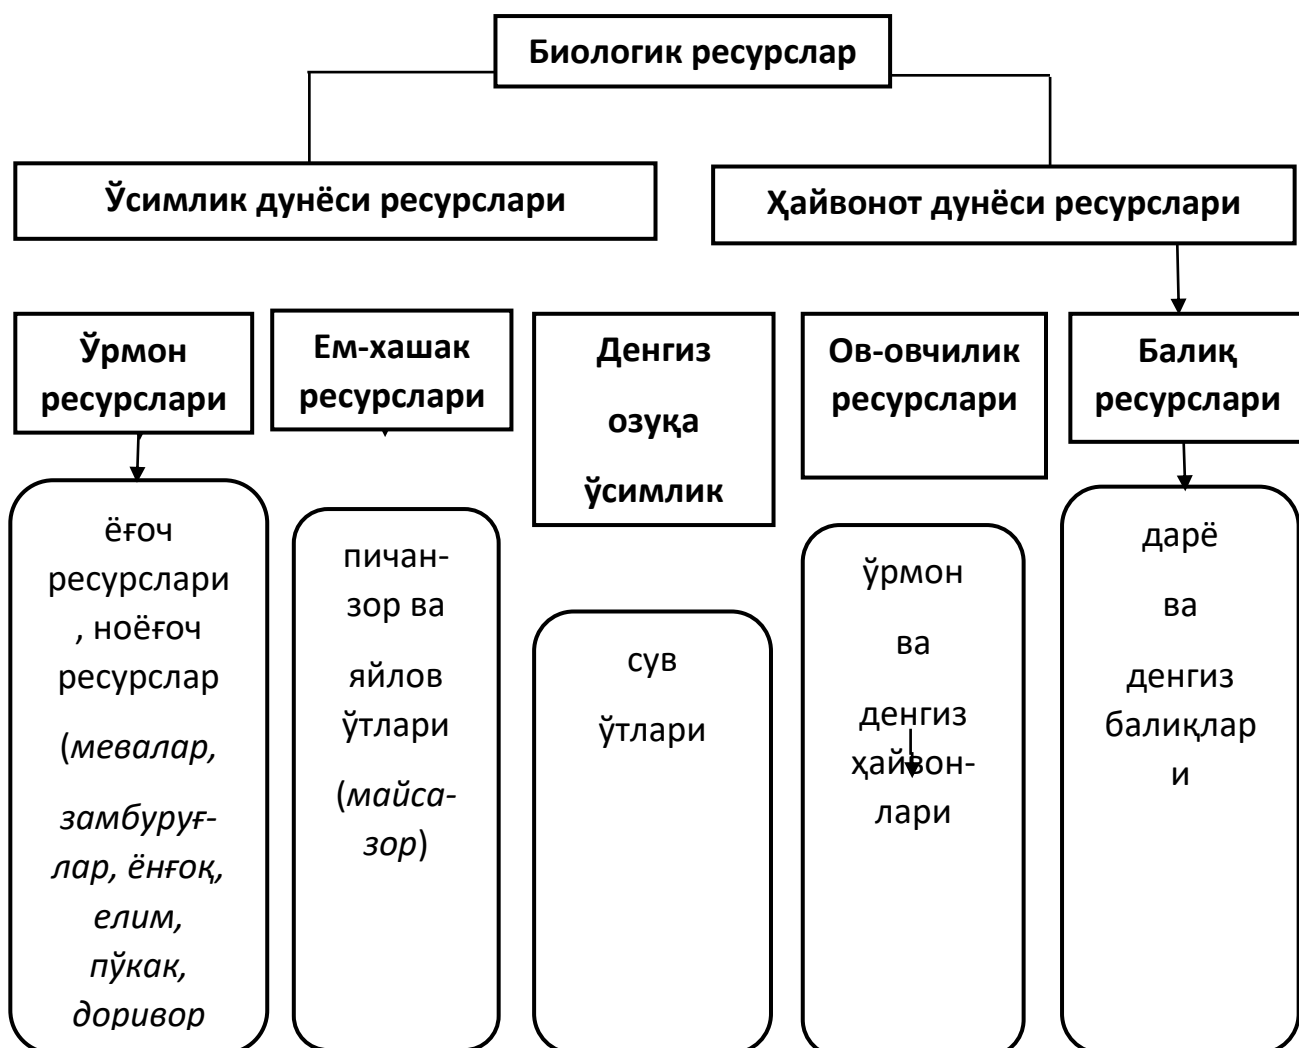 Биологик ресурслар
Ўсимлик дунёси ресурслари
Ҳайвонот дунёси ресурслари
Ўрмон
ресурслари
Ем-хашак
ресурслари
Денгиз
озуқа
ўсимлик
Ов-овчилик
ресурслари
Балиқ
ресурслари
ёғоч
ресурслари
, ноёғоч
ресурслар
(мевалар,
замбуруғ-
лар, ёнғоқ,
елим,
пўкак,
доривор
пичан-
зор ва
яйлов
ўтлари
(майса-
зор)
сув
ўтлари
ўрмон
ва
денгиз
ҳайвон-
лари
дарё
ва
денгиз
балиқлар
и